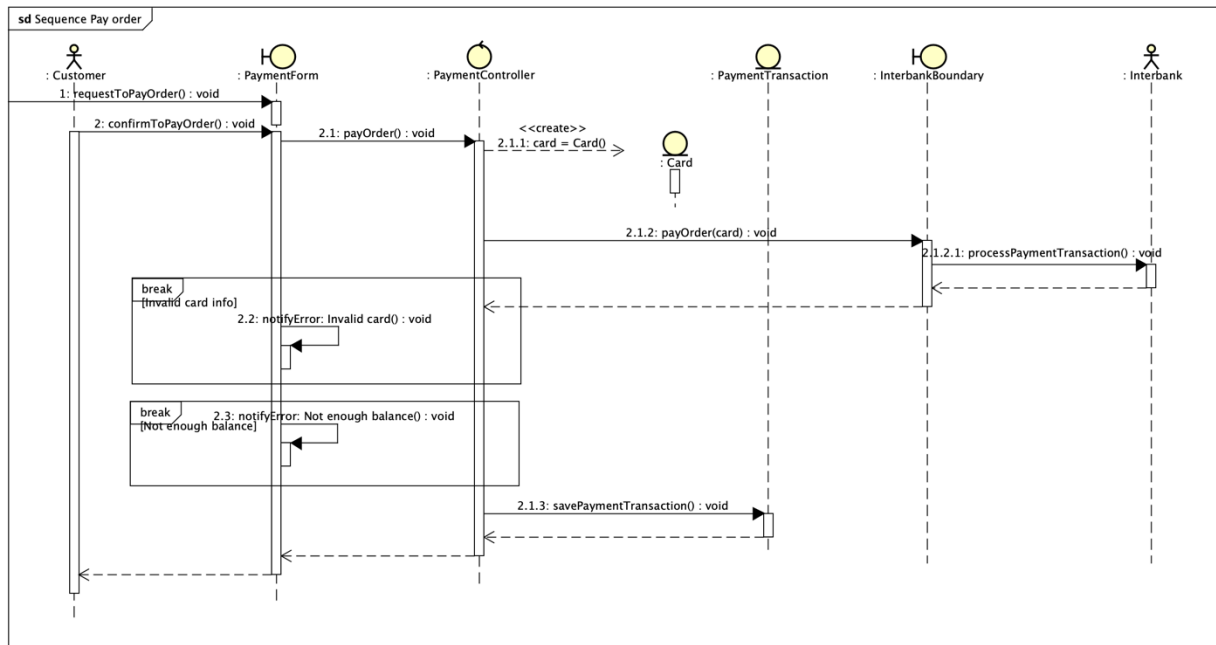 sd Sequence Pay order
: Customer
: PaymentForm
: PaymentController
: PaymentTransaction
: InterbankBoundary
: Interbank
1: requestToPayOrder() : void
2: confirmToPayOrder() : void
2.1: payOrder() : void
<<create>>
2.1.1: card = Card()
: Card
2.1.2: payOrder(card) : void
2.1.2.1: processPaymentTransaction() : void
break
[Invalid card info]
2.2: notifyError: Invalid card() : void
break
2.3: notifyError: Not enough balance() : void
[Not enough balance]
2.1.3: savePaymentTransaction() : void